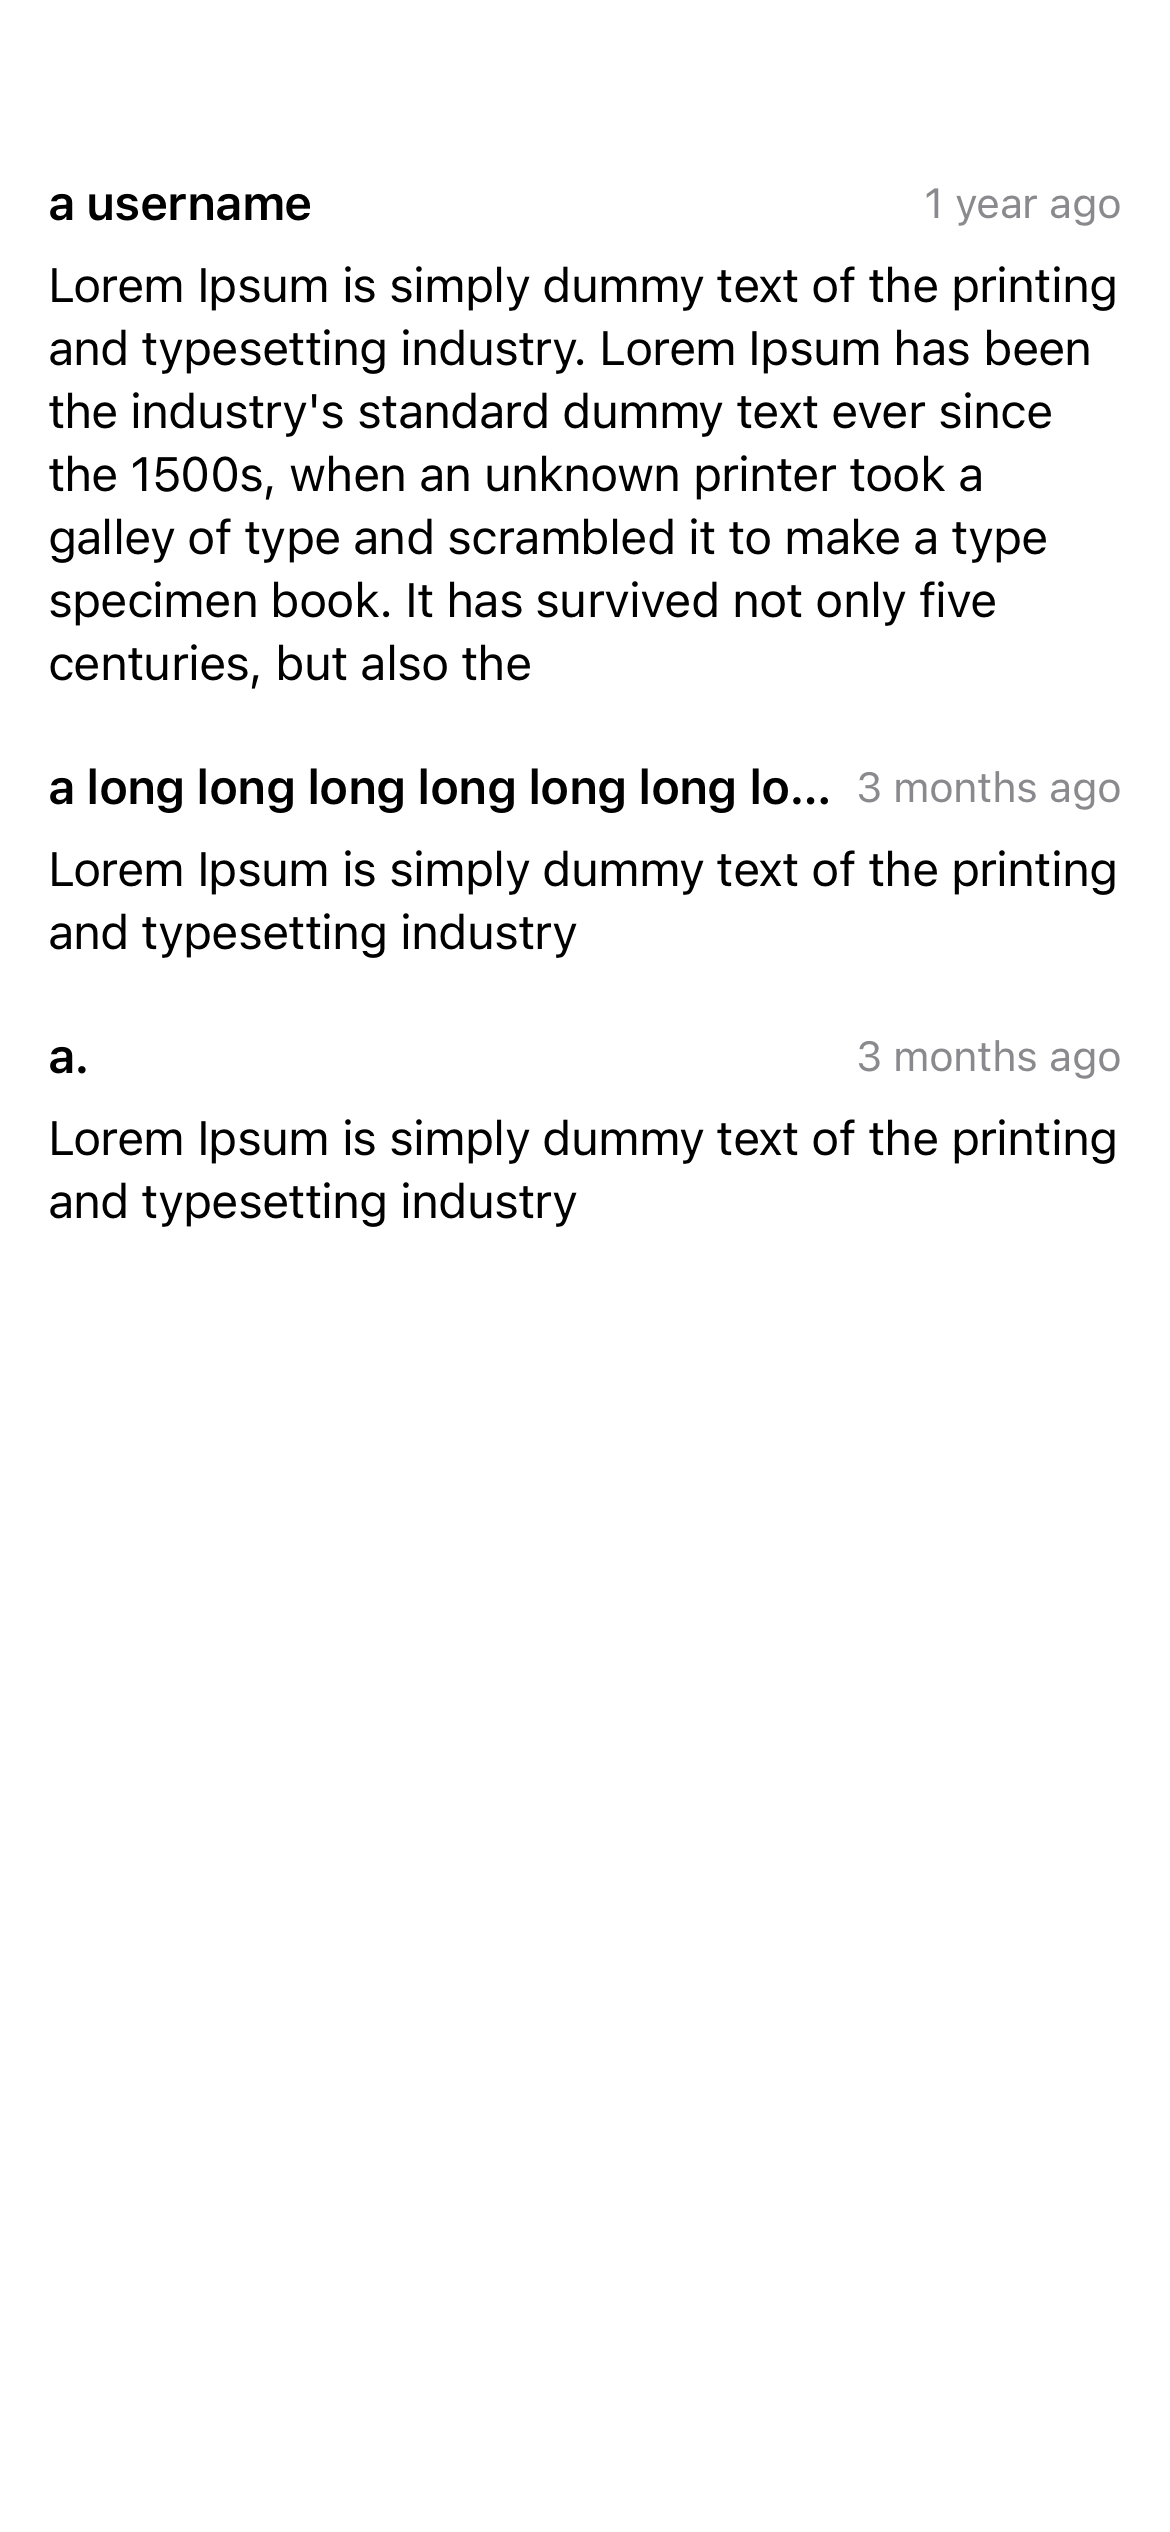 a username 1 year ago
Lorem Ipsum is simply dummy text of the printing
and typesetting industry. Lorem Ipsum has been
the industry's standard dummy text ever since
the 1500s, when an unknown printer took a
galley of type and scrambled it to make a type
specimen book. It has survived not only five
centuries, but also the
a long long long long long long lo... 3 months ago
Lorem Ipsum is simply dummy text of the printing
and typesetting industry
a. 3 months ago
Lorem Ipsum is simply dummy text of the printing
and typesetting industry